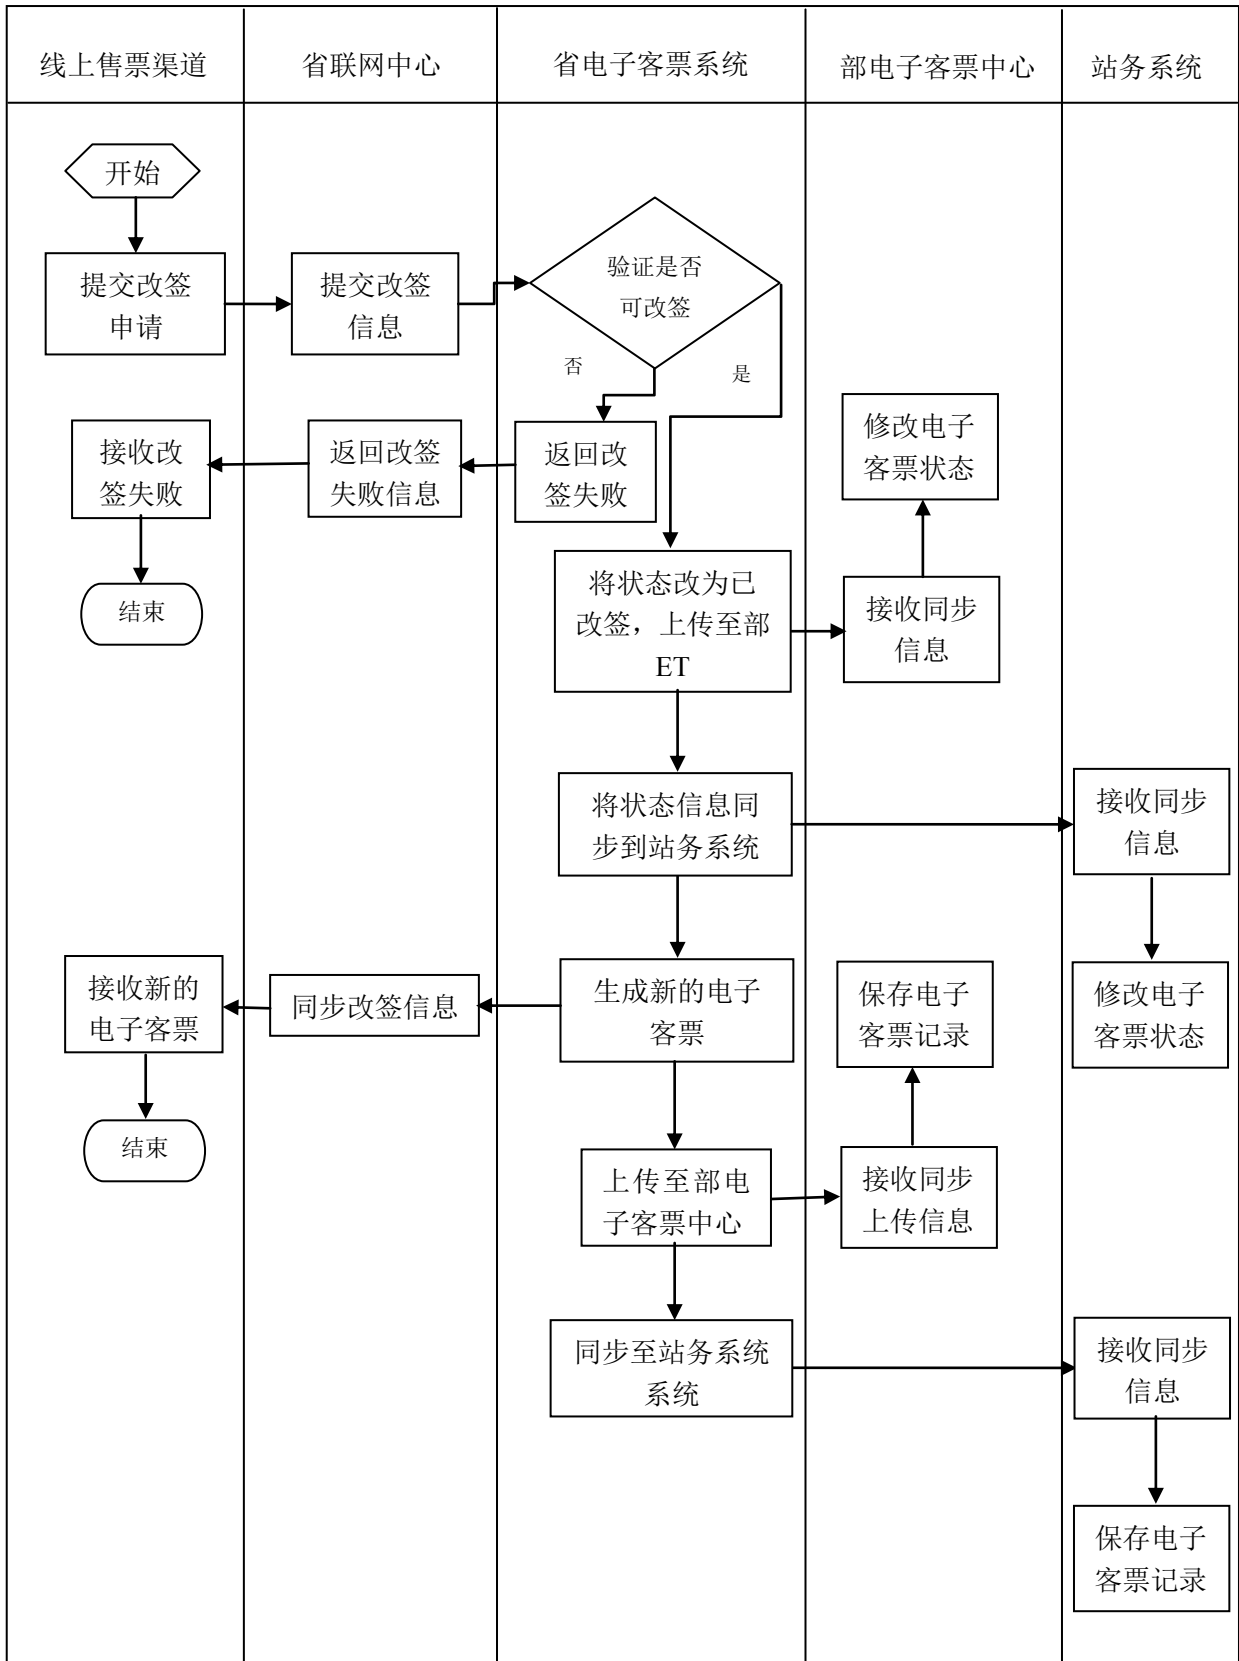 线上售票渠道
省联网中心
省电子客票系统
部电子客票中心
站务系统
开始
提交改签
申请
提交改签
信息
验证是否
可改签
否
是
接收改
签失败
返回改签
失败信息
返回改
签失败
修改电子
客票状态
结束
将状态改为已
改签，上传至部
ET
接收同步
信息
将状态信息同
步到站务系统
接收同步
信息
接收新的
电子客票
同步改签信息
生成新的电子
客票
保存电子
客票记录
修改电子
客票状态
结束
上传至部电
子客票中心
接收同步
上传信息
同步至站务系统
系统
接收同步
信息
保存电子
客票记录